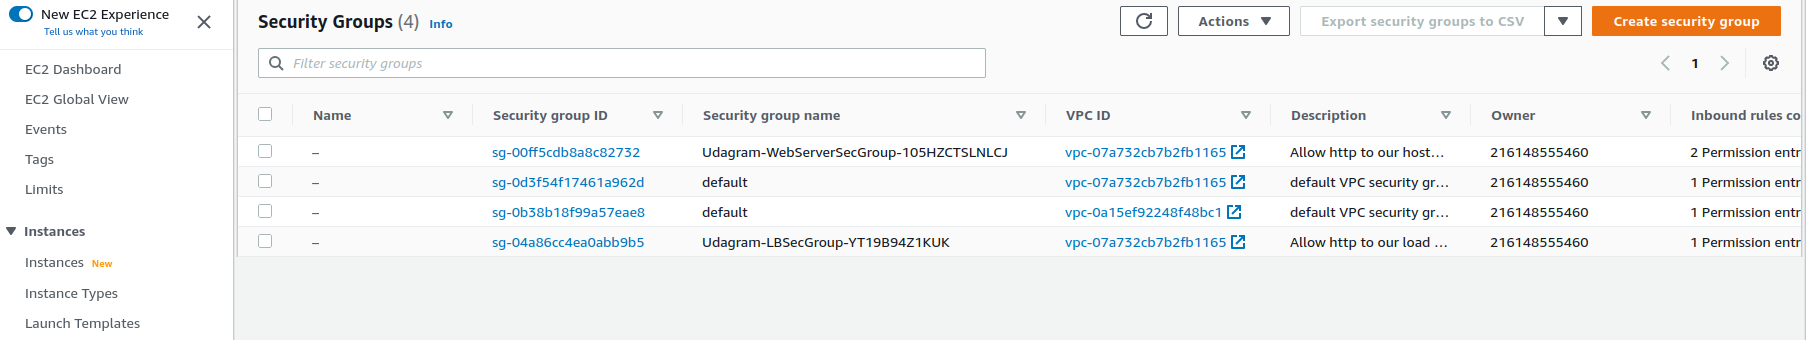 New EC2 Experience
Tell us what you think
EC2 Dashboard
EC2 Global View
Events
Tags
Limits
Instances
Instances New
Instance Types
Launch Templates
Security Groups (4) Info
Actions
Export security groups to CSV
Create security group
Filter security groups
1
Name Security group ID Security group name VPC ID Description Owner Inbound rules co
– sg-00ff5cdb8a8c82732 Udagram-WebServerSecGroup-105HZCTSLNLCJ vpc-07a732cb7b2fb1165 Allow http to our host... 216148555460 2 Permission entr
– sg-0d3f54f17461a962d default vpc-07a732cb7b2fb1165 default VPC security gr... 216148555460 1 Permission entr
– sg-0b38b18f99a57eae8 default vpc-0a15ef92248f48bc1 default VPC security gr... 216148555460 1 Permission entr
– sg-04a86cc4ea0abb9b5 Udagram-LBSecGroup-YT19B94Z1KUK vpc-07a732cb7b2fb1165 Allow http to our load ... 216148555460 1 Permission entr